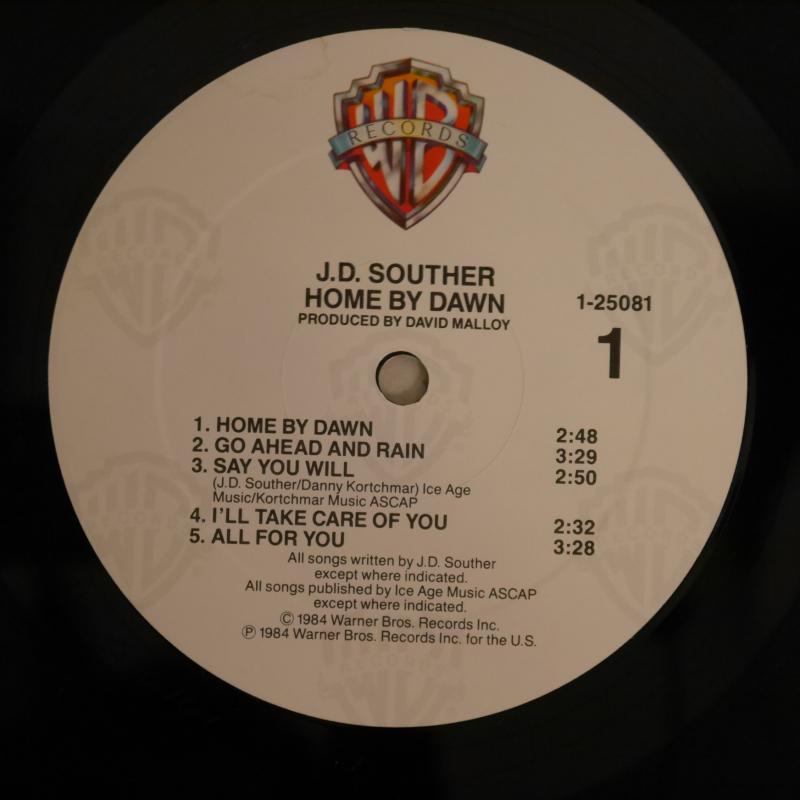 WB
RECORDS
J.D. SOUTHER
HOME BY DAWN
PRODUCED BY DAVID MALLOY
1-25081
1
1. HOME BY DAWN 2:48
2. GO AHEAD AND RAIN 3:29
3. SAY YOU WILL 2:50
(J.D. Souther/Danny Kortchmar) Ice Age
Music/Kortchmar Music ASCAP
4. I'LL TAKE CARE OF YOU 2:32
5. ALL FOR YOU 3:28
All songs written by J.D. Souther
except where indicated.
All songs published by Ice Age Music ASCAP
except where indicated.
© 1984 Warner Bros. Records Inc.
℗ 1984 Warner Bros. Records Inc. for the U.S.